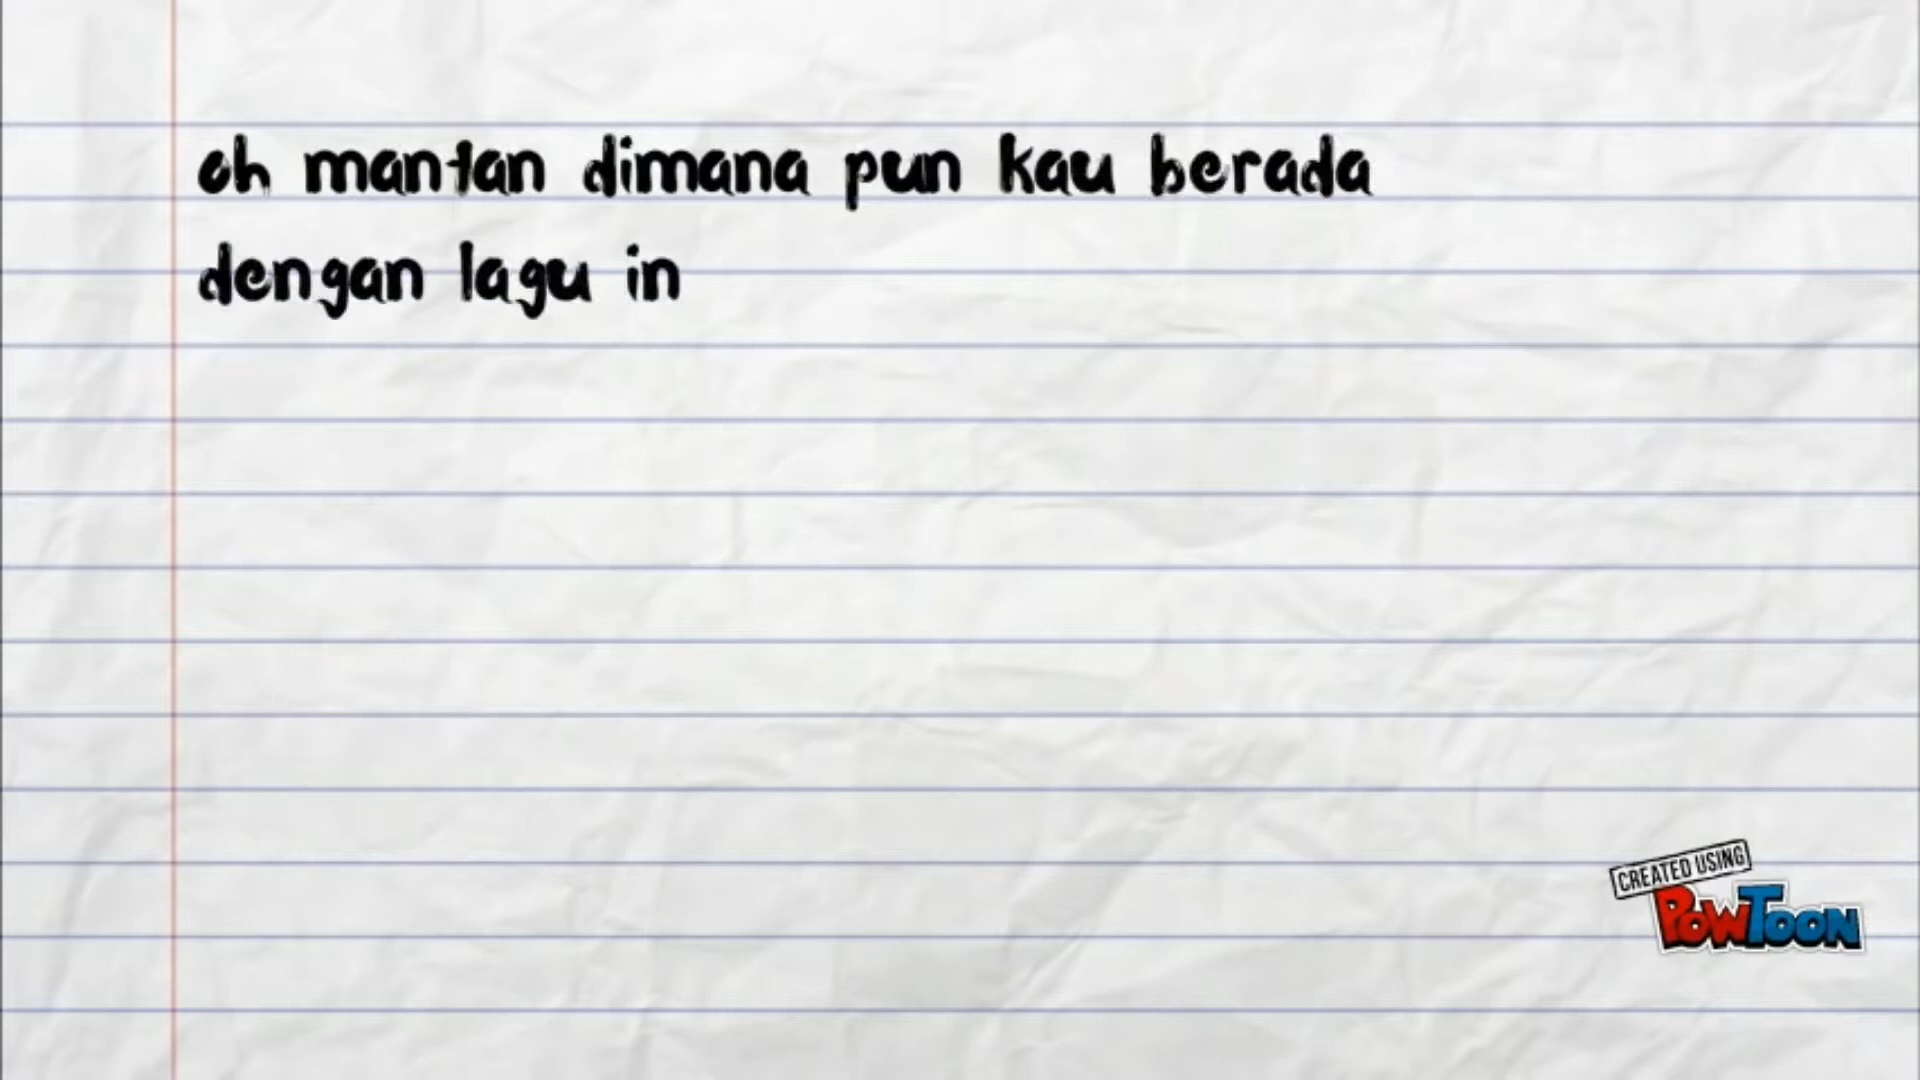 oh mantan dimana pun kau berada
dengan lagu in
CREATED USING
POWTOON